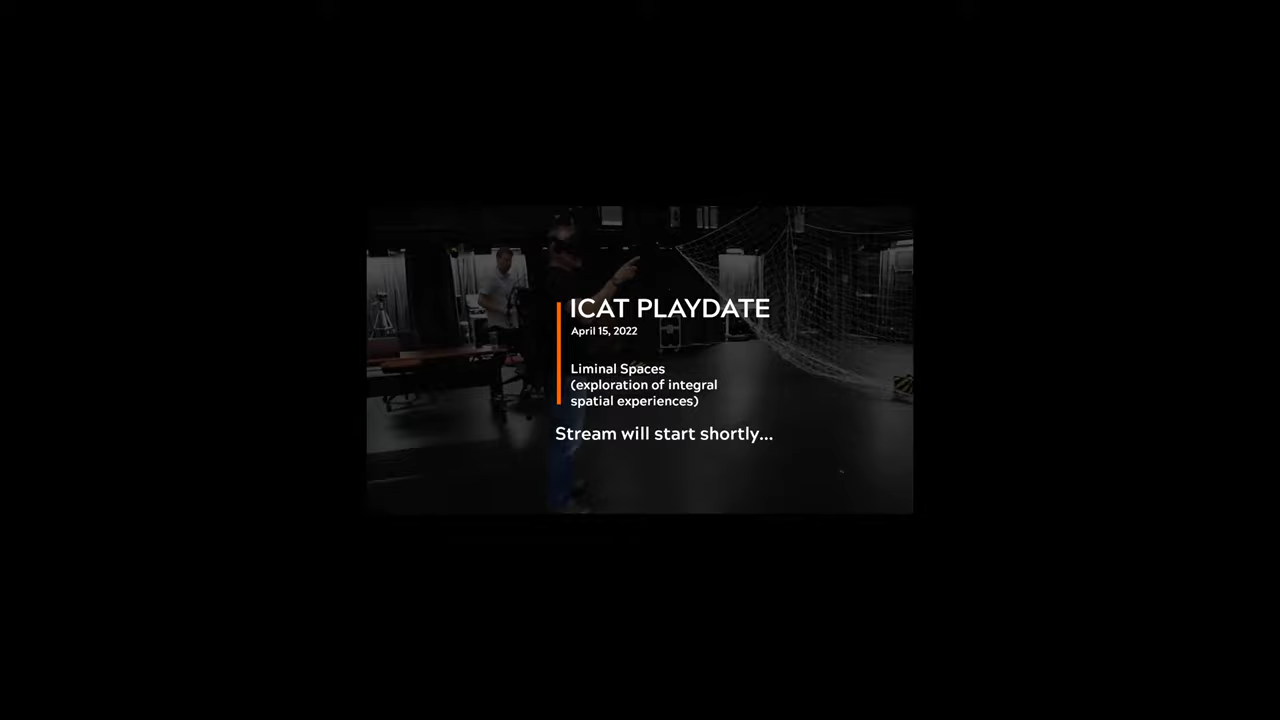 ICAT PLAYDATE
April 15, 2022
Liminal Spaces
(exploration of integral
spatial experiences)
Stream will start shortly...